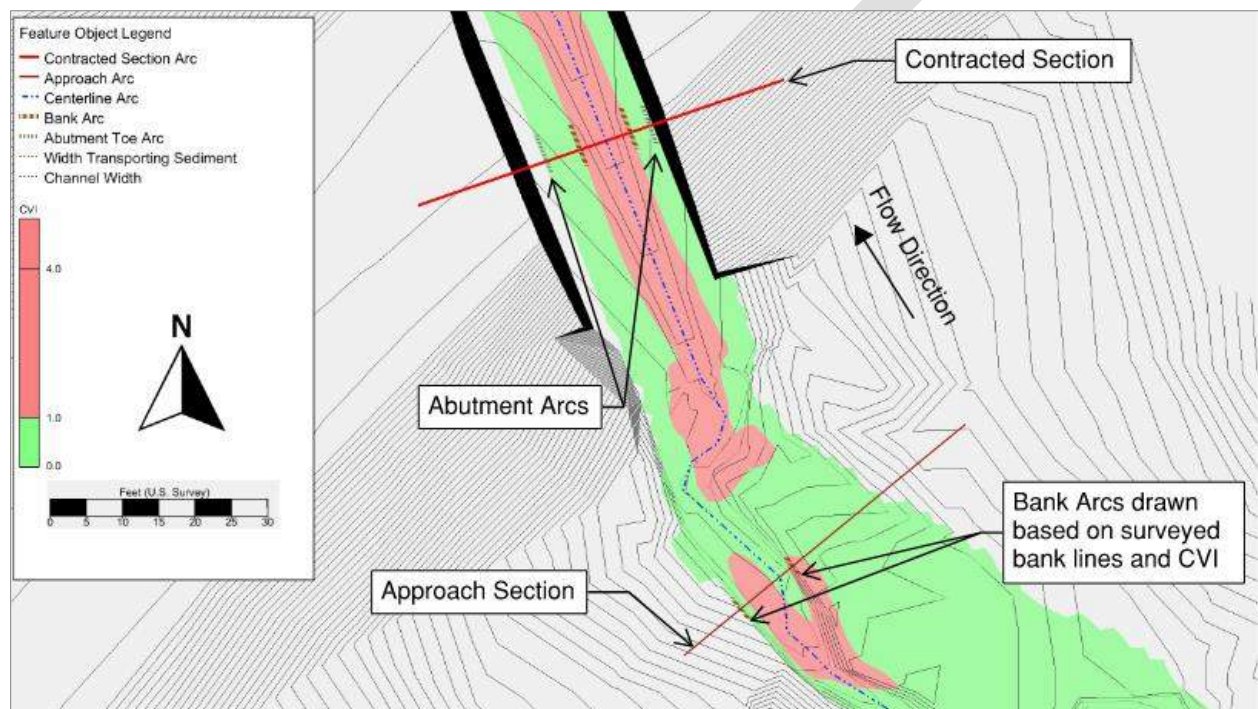 Feature Object Legend
Contracted Section Arc
Approach Arc
Centerline Arc
Bank Arc
Abutment Toe Arc
Width Transporting Sediment
Channel Width
CVI
4.0
1.0
0.0
N
Feet (U.S. Survey)
0 5 10 15 20 25 30
Contracted Section
Flow Direction
Abutment Arcs
Bank Arcs drawn
based on surveyed
bank lines and CVI
Approach Section